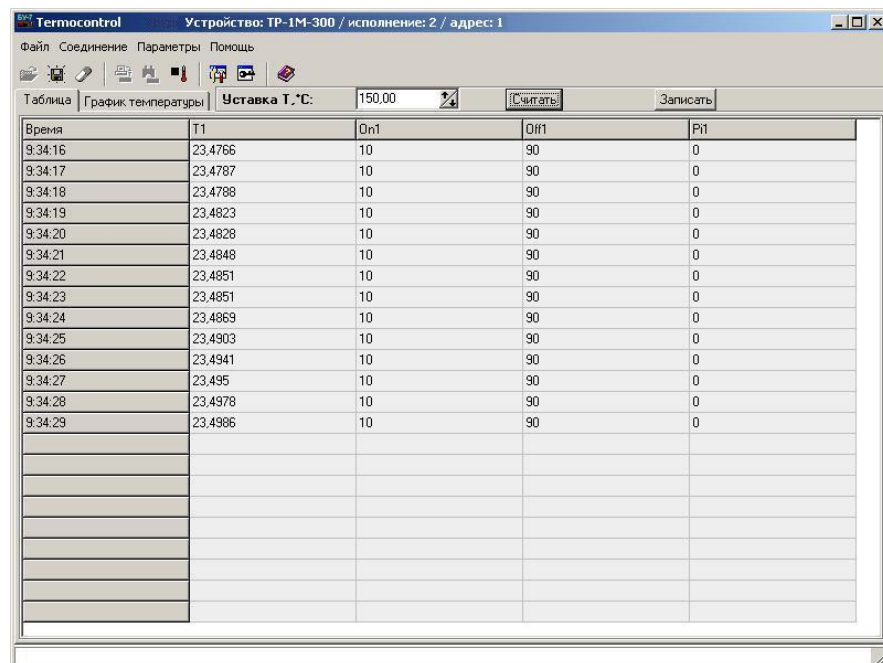 Termocontrol Устройство: ТР-1М-300 / исполнение: 2 / адрес: 1
Файл Соединение Параметры Помощь
Таблица График температуры Уставка Т,°С: 150,00 Считать Записать
Время T1 On1 Off1 Pi1
9:34:16 23,4766 10 90 0
9:34:17 23,4787 10 90 0
9:34:18 23,4788 10 90 0
9:34:19 23,4823 10 90 0
9:34:20 23,4828 10 90 0
9:34:21 23,4848 10 90 0
9:34:22 23,4851 10 90 0
9:34:23 23,4851 10 90 0
9:34:24 23,4869 10 90 0
9:34:25 23,4903 10 90 0
9:34:26 23,4941 10 90 0
9:34:27 23,495 10 90 0
9:34:28 23,4978 10 90 0
9:34:29 23,4986 10 90 0